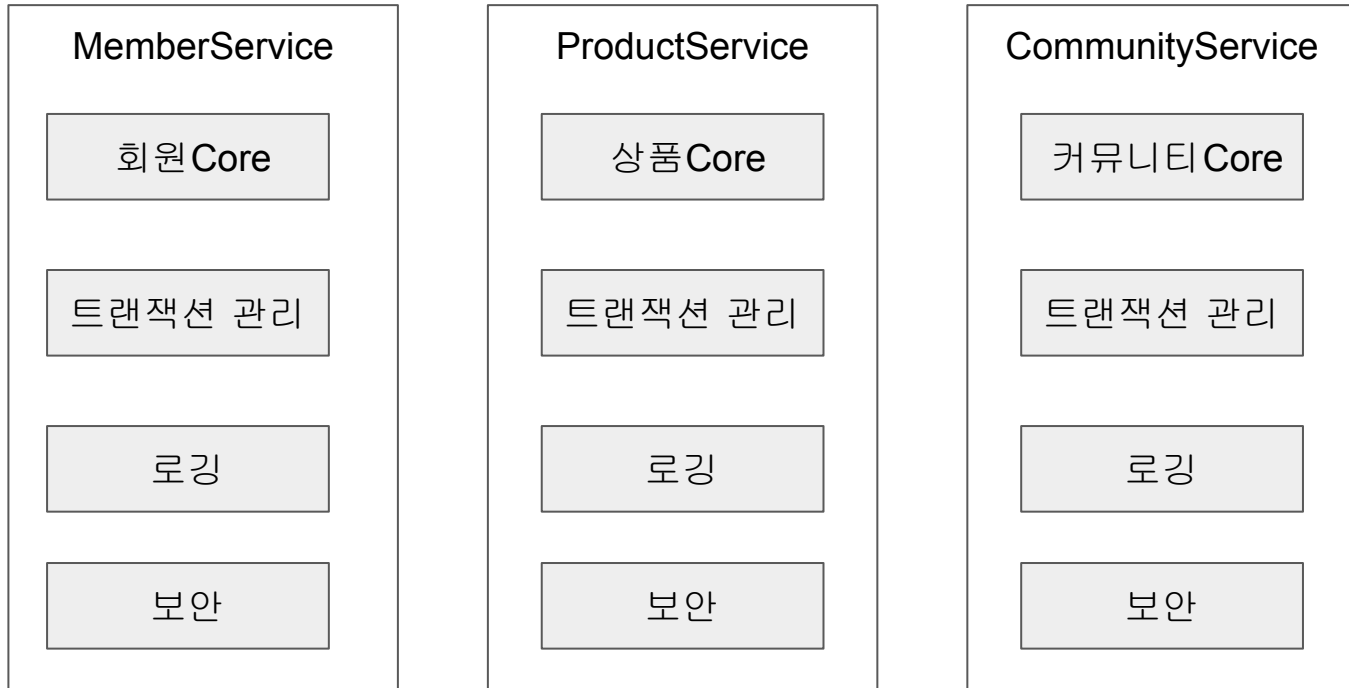 MemberService
회원Core
트랜잭션 관리
로깅
보안
ProductService
상품Core
트랜잭션 관리
로깅
보안
CommunityService
커뮤니티Core
트랜잭션 관리
로깅
보안